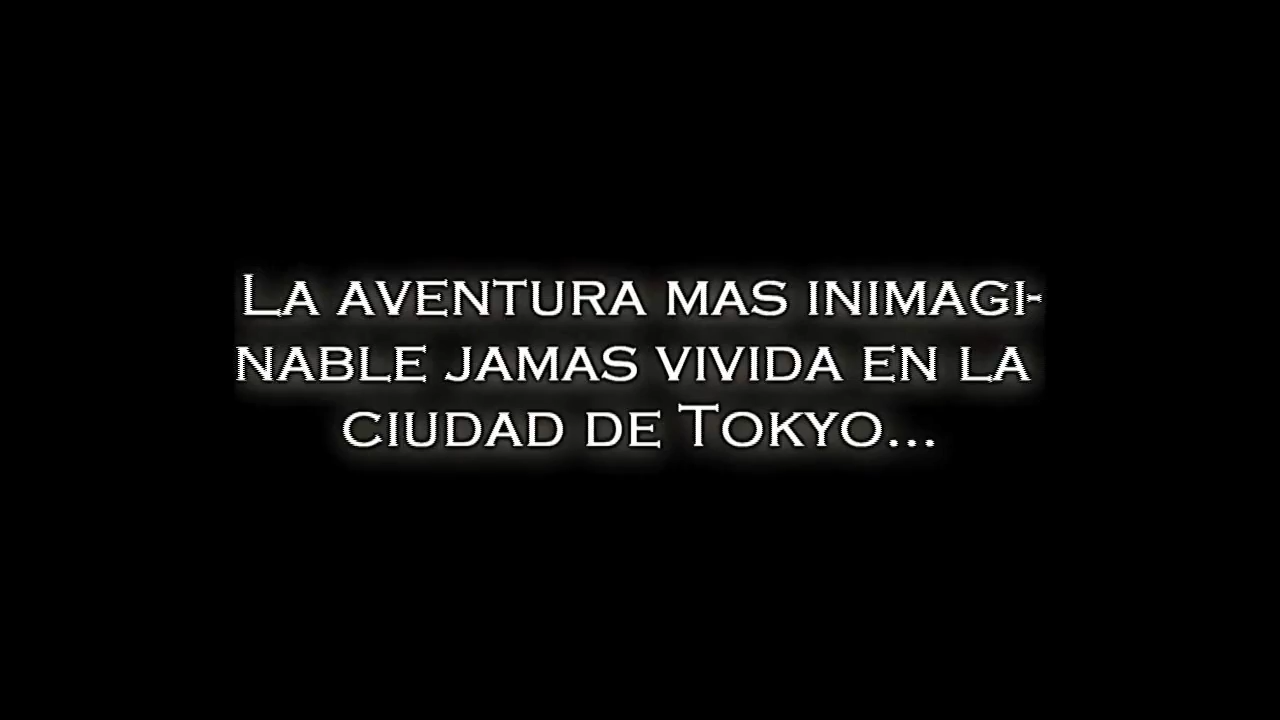 La aventura mas inimagi-
nable jamas vivida en la
ciudad de Tokyo...